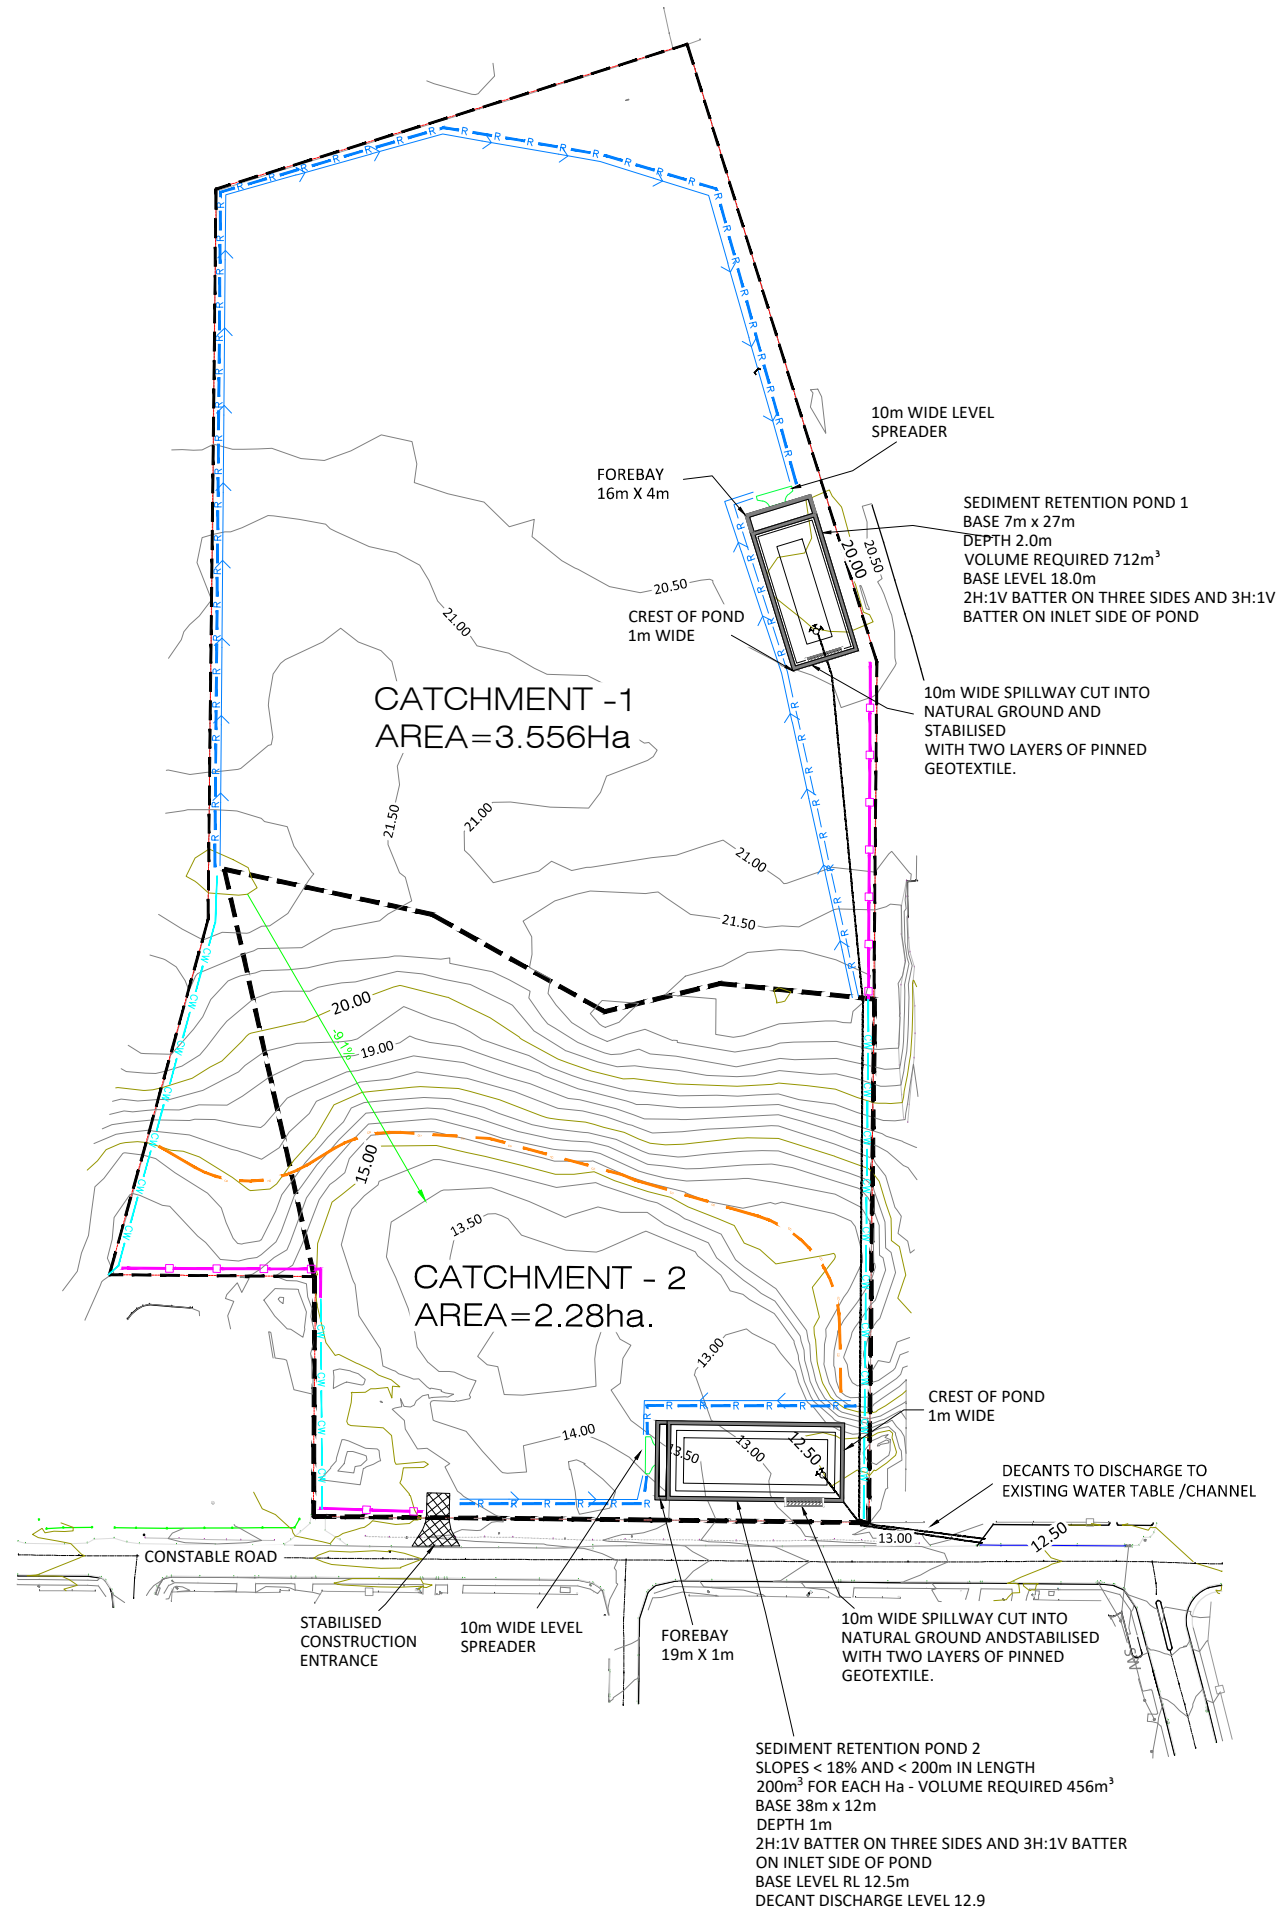 10m WIDE LEVEL
SPREADER
FOREBAY
16m X 4m
SEDIMENT RETENTION POND 1
BASE 7m x 27m
DEPTH 2.0m
VOLUME REQUIRED 712m³
BASE LEVEL 18.0m
2H:1V BATTER ON THREE SIDES AND 3H:1V
BATTER ON INLET SIDE OF POND
20.00
20.50
20.50
21.00
CREST OF POND
1m WIDE
10m WIDE SPILLWAY CUT INTO
NATURAL GROUND AND
STABILISED
WITH TWO LAYERS OF PINNED
GEOTEXTILE.
CATCHMENT -1
AREA=3.556Ha
21.50
21.00
21.00
21.50
20.00
19.00
15.00
13.50
CATCHMENT - 2
AREA=2.28ha.
13.00
CREST OF POND
1m WIDE
14.00
13.50
13.00
12.50
DECANTS TO DISCHARGE TO
EXISTING WATER TABLE /CHANNEL
13.00
12.50
CONSTABLE ROAD
STABILISED
CONSTRUCTION
ENTRANCE
10m WIDE LEVEL
SPREADER
FOREBAY
19m X 1m
10m WIDE SPILLWAY CUT INTO
NATURAL GROUND ANDSTABILISED
WITH TWO LAYERS OF PINNED
GEOTEXTILE.
SEDIMENT RETENTION POND 2
SLOPES < 18% AND < 200m IN LENGTH
200m³ FOR EACH Ha - VOLUME REQUIRED 456m³
BASE 38m x 12m
DEPTH 1m
2H:1V BATTER ON THREE SIDES AND 3H:1V BATTER
ON INLET SIDE OF POND
BASE LEVEL RL 12.5m
DECANT DISCHARGE LEVEL 12.9